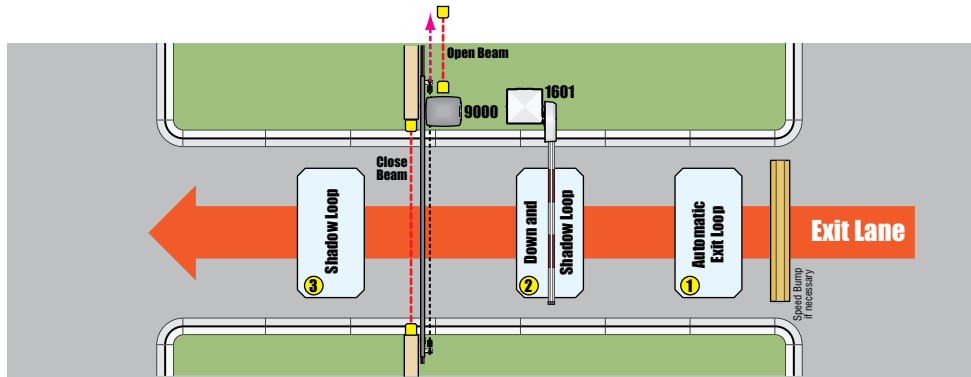 Open Beam
1601
9000
Close
Beam
Shadow Loop
3
Down and
Shadow Loop
2
Automatic
Exit Loop
1
Exit Lane
Speed Bump
if necessary